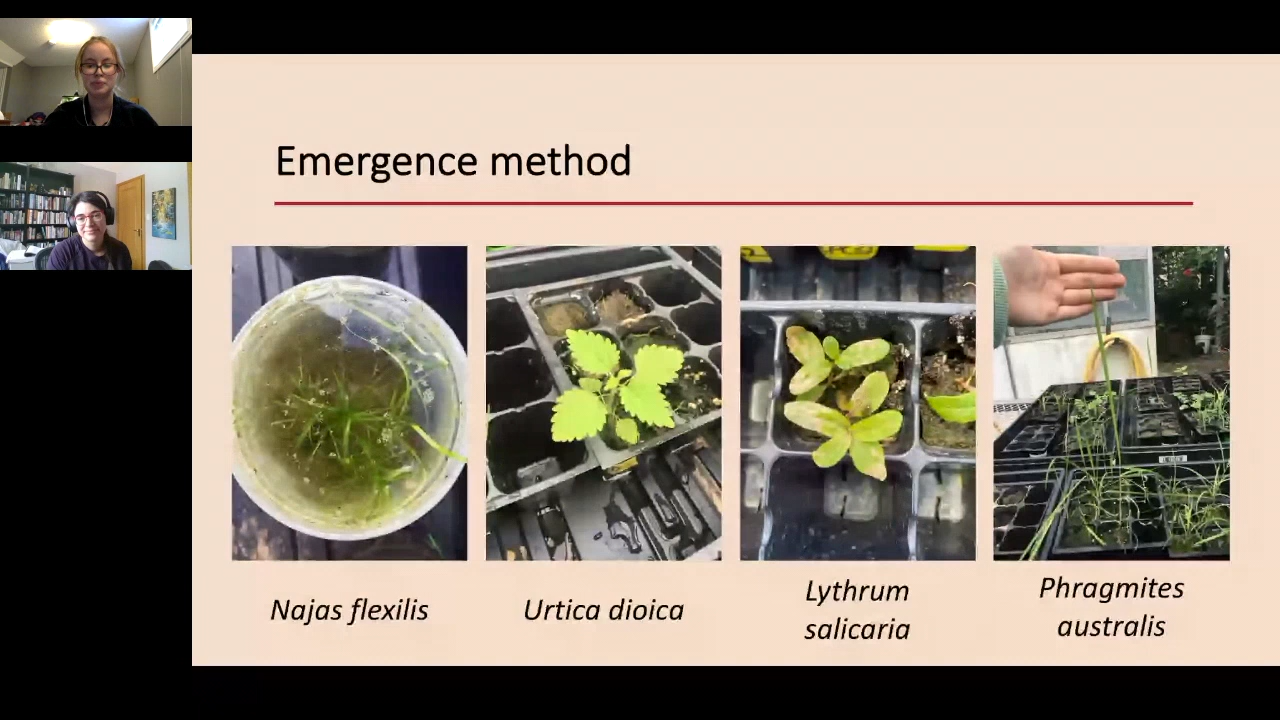 Emergence method
Najas flexilis
Urtica dioica
Lythrum
salicaria
Phragmites
australis